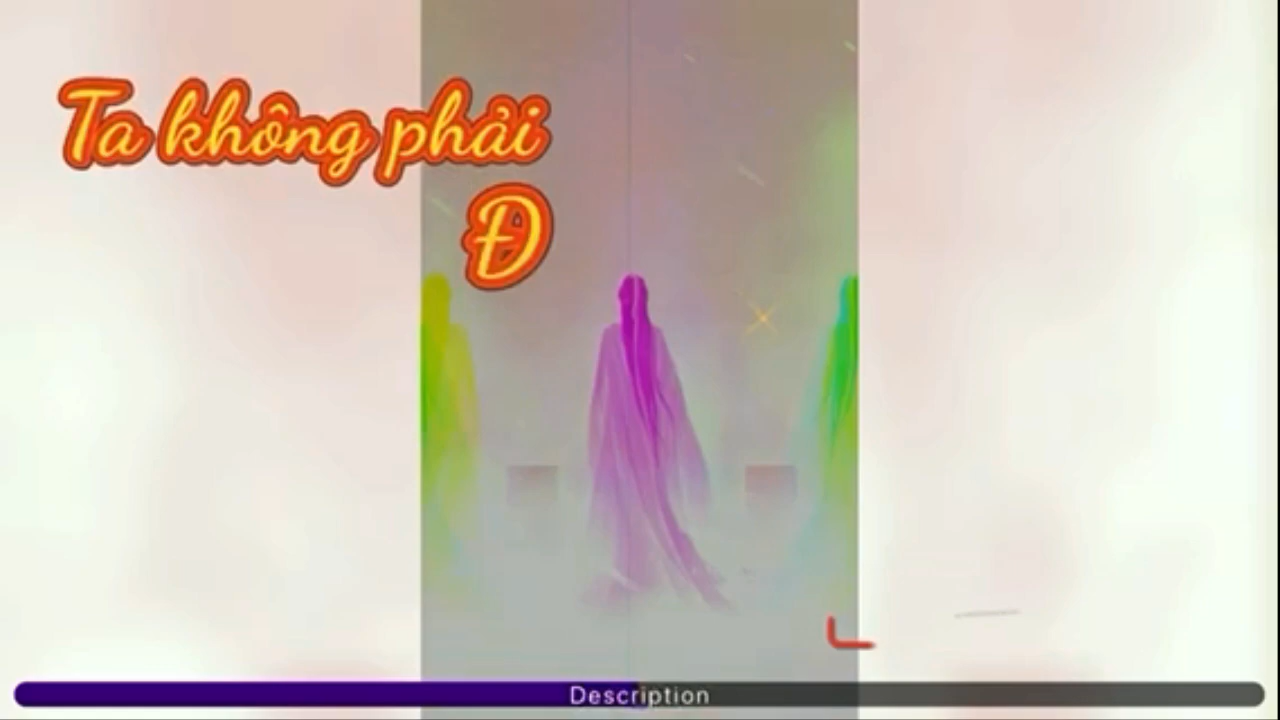 Ta không phải
Đ
Description